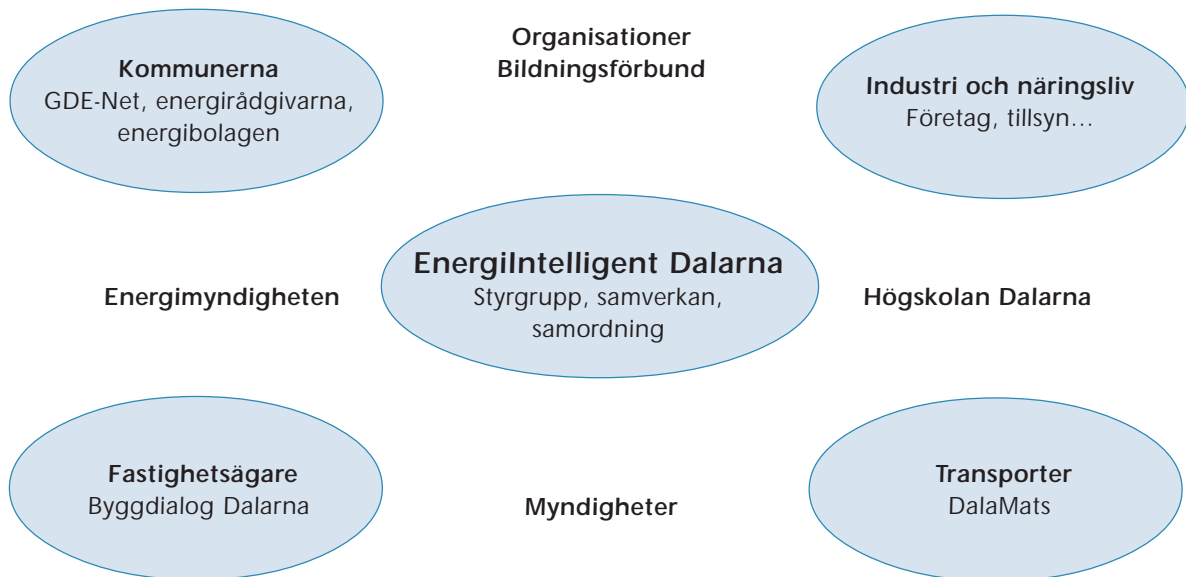 Organisationer
Bildningsförbund
Kommunerna
GDE-Net, energirådgivarna,
energibolagen
Industri och näringsliv
Företag, tillsyn…
EnergiIntelligent Dalarna
Styrgrupp, samverkan,
samordning
Energimyndigheten
Högskolan Dalarna
Fastighetsägare
Byggdialog Dalarna
Myndigheter
Transporter
DalaMats